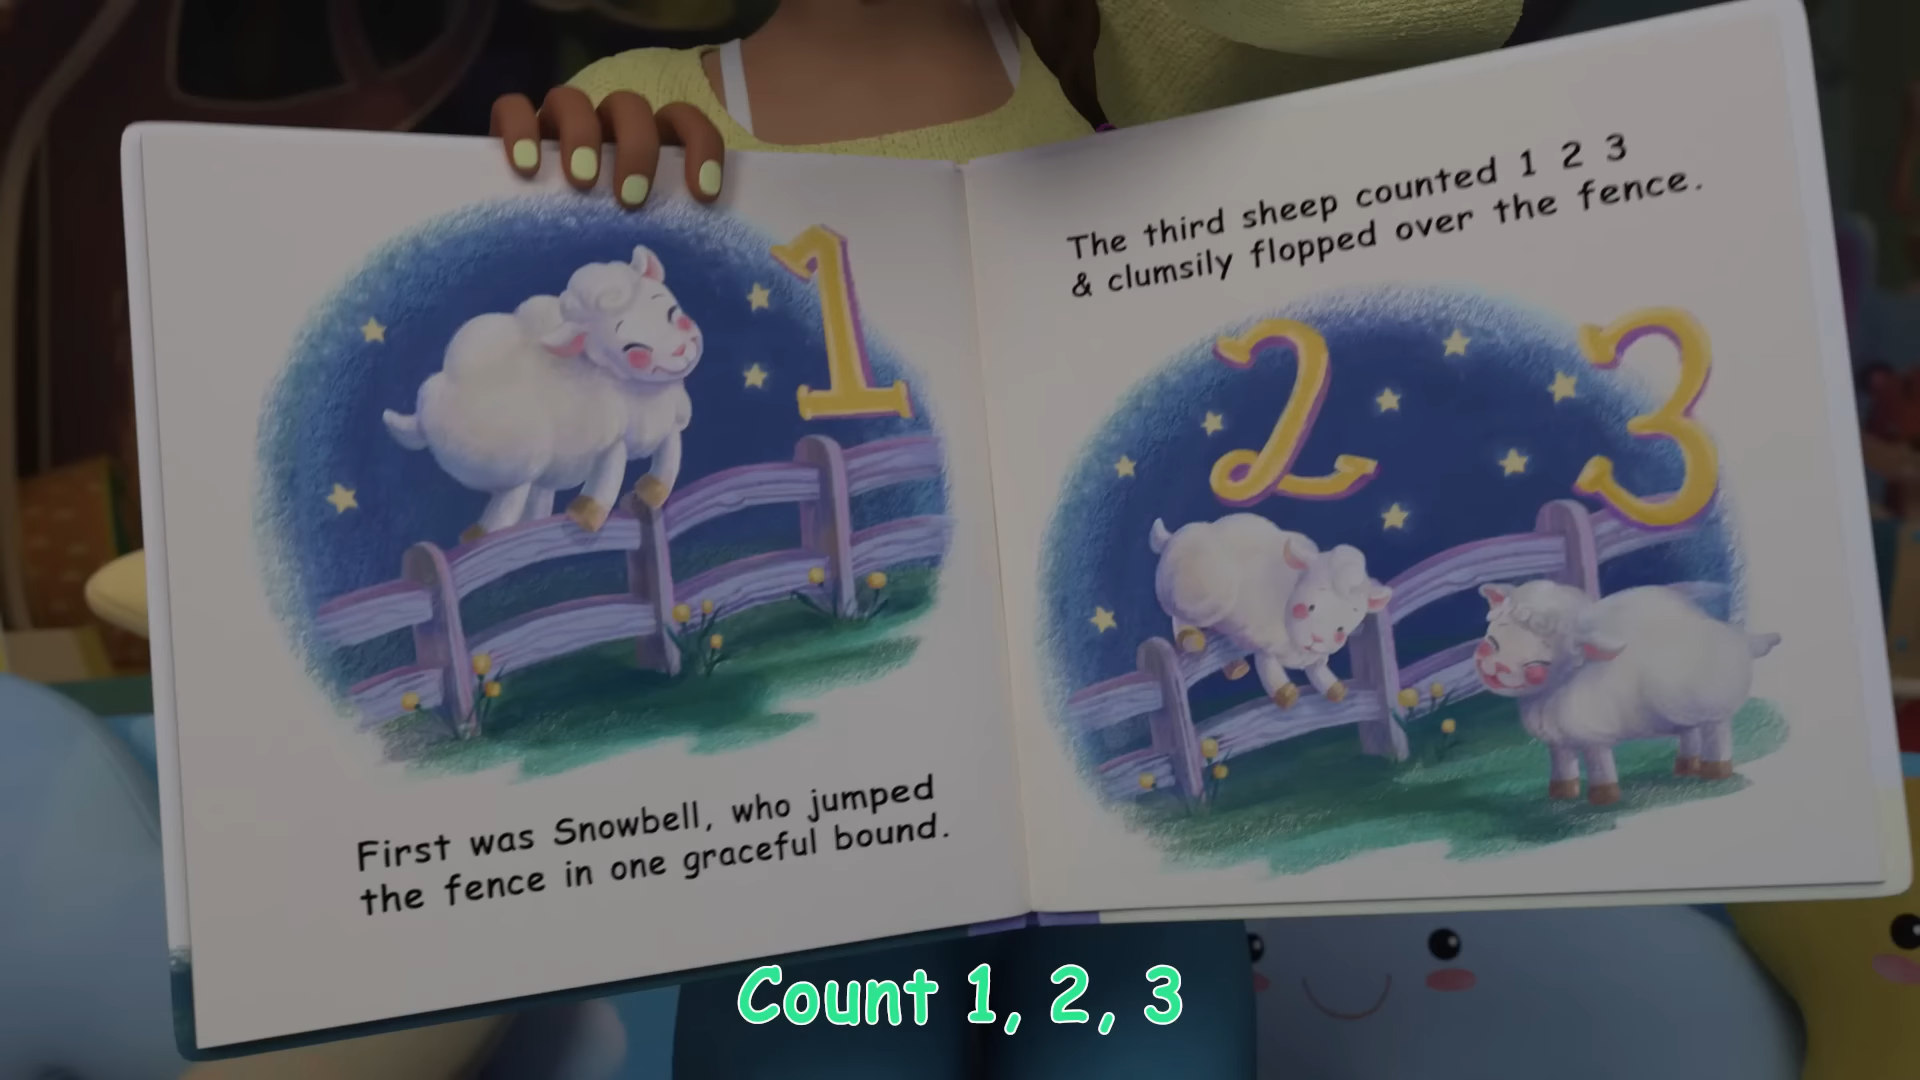 1
First was Snowbell, who jumped
the fence in one graceful bound.
The third sheep counted 1 2 3
& clumsily flopped over the fence.
2 3
Count 1, 2, 3